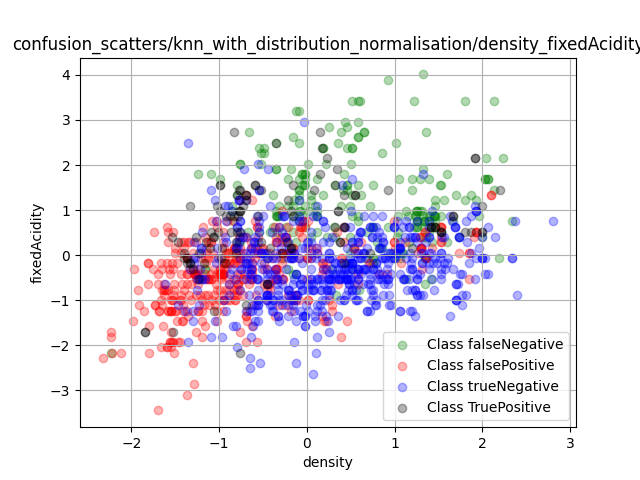 confusion_scatters/knn_with_distribution_normalisation/density_fixedAcidity
4
3
2
1
0
−1
−2
−3
fixedAcidity
Class falseNegative
Class falsePositive
Class trueNegative
Class TruePositive
−2
−1
0
1
2
3
density